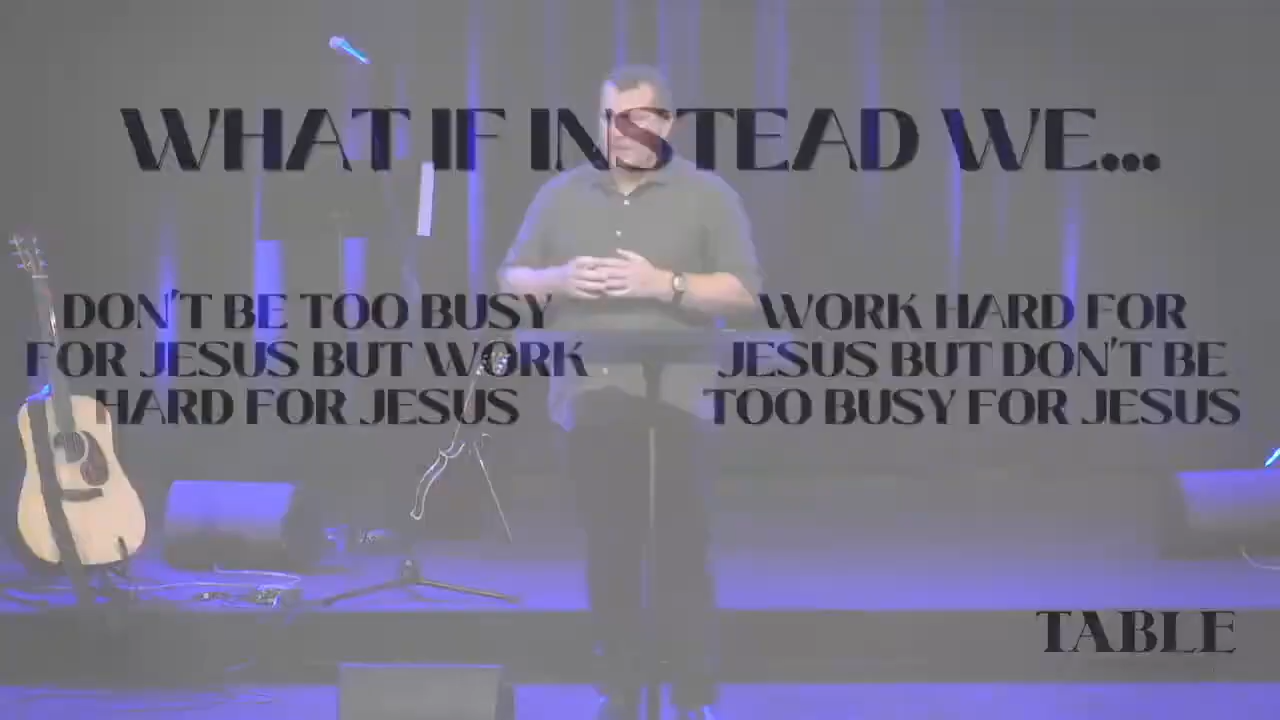 WHAT IF INSTEAD WE...
DON'T BE TOO BUSY
FOR JESUS BUT WORK
HARD FOR JESUS
WORK HARD FOR
JESUS BUT DON'T BE
TOO BUSY FOR JESUS
TABLE